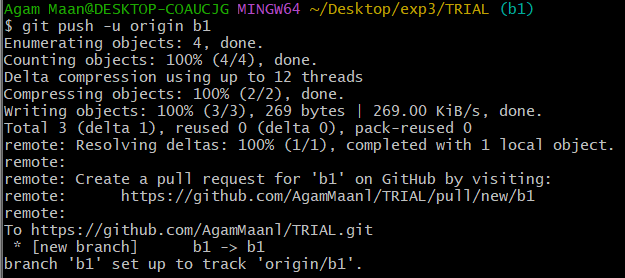 Agam Maan@DESKTOP-COAUCJG MINGW64 ~/Desktop/exp3/TRIAL (b1)
$ git push -u origin b1
Enumerating objects: 4, done.
Counting objects: 100% (4/4), done.
Delta compression using up to 12 threads
Compressing objects: 100% (2/2), done.
Writing objects: 100% (3/3), 269 bytes | 269.00 KiB/s, done.
Total 3 (delta 1), reused 0 (delta 0), pack-reused 0
remote: Resolving deltas: 100% (1/1), completed with 1 local object.
remote:
remote: Create a pull request for 'b1' on GitHub by visiting:
remote:      https://github.com/AgamMaanl/TRIAL/pull/new/b1
remote:
To https://github.com/AgamMaanl/TRIAL.git
 * [new branch]      b1 -> b1
branch 'b1' set up to track 'origin/b1'.